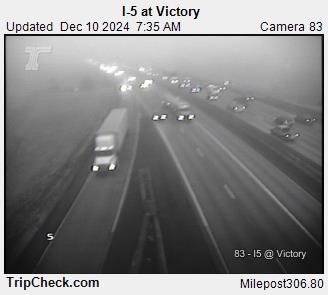 I-5 at Victory
Updated Dec 10 2024 7:35 AM Camera 83
T
S
83 - I5 @ Victory
TripCheck.com Milepost306.80